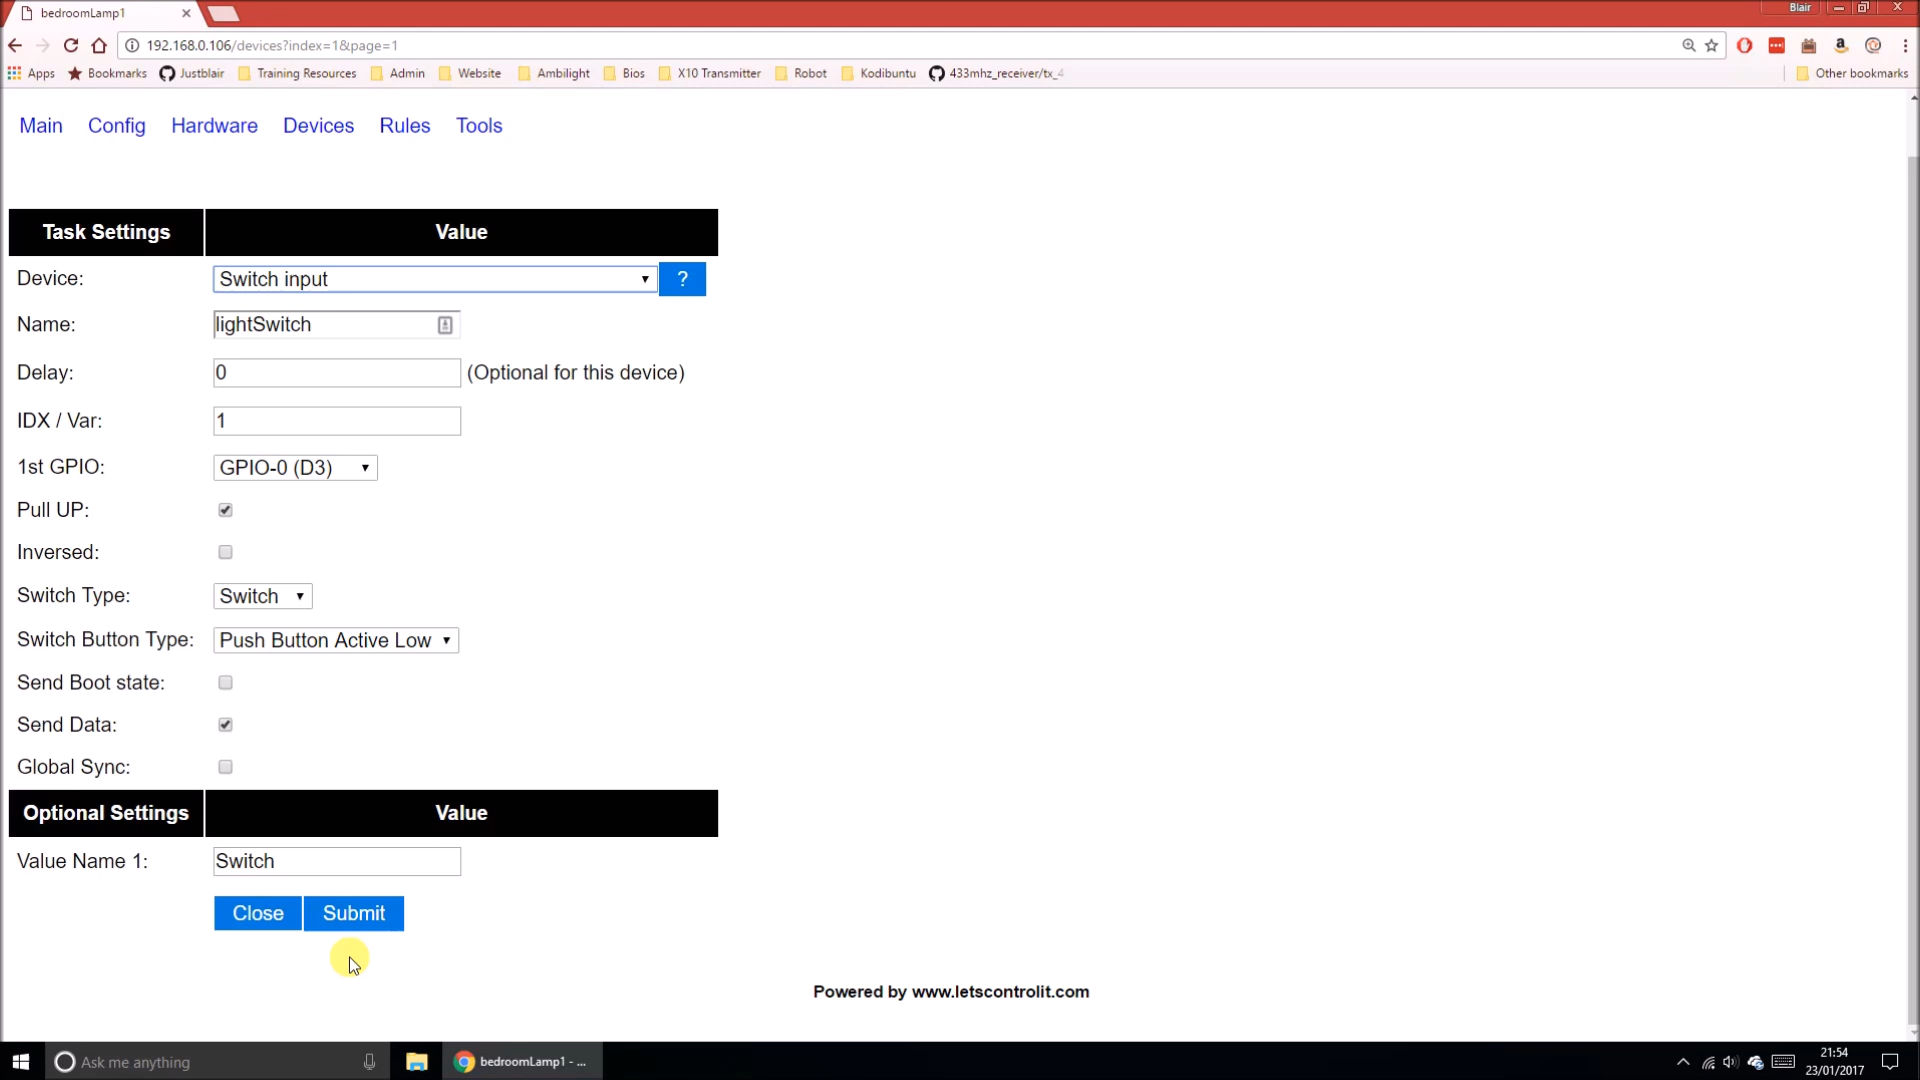 bedroomLamp1
Blair
192.168.0.106/devices?index=1&page=1
Apps Bookmarks Justblair Training Resources Admin Website Ambilight Bios X10 Transmitter Robot Kodibuntu 433mhz_receiver/tx_4 Other bookmarks
Main Config Hardware Devices Rules Tools
Task Settings Value
Device: Switch input ?
Name: lightSwitch
Delay: 0 (Optional for this device)
IDX / Var: 1
1st GPIO: GPIO-0 (D3)
Pull UP:
Inversed:
Switch Type: Switch
Switch Button Type: Push Button Active Low
Send Boot state:
Send Data:
Global Sync:
Optional Settings Value
Value Name 1: Switch
Close Submit
Powered by www.letscontrolit.com
Ask me anything
bedroomLamp1 - ...
21:54
23/01/2017